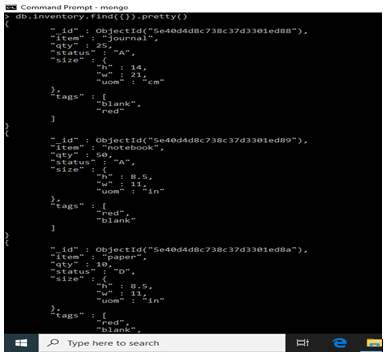 Command Prompt - mongo
> db.inventory.find({}).pretty()
{
"_id" : ObjectId("5e40d4d8c738c37d3301ed88"),
"item" : "journal",
"qty" : 25,
"status" : "A",
"size" : {
"h" : 14,
"w" : 21,
"uom" : "cm"
},
"tags" : [
"blank",
"red"
]
}
{
"_id" : ObjectId("5e40d4d8c738c37d3301ed89"),
"item" : "notebook",
"qty" : 50,
"status" : "A",
"size" : {
"h" : 8.5,
"w" : 11,
"uom" : "in"
},
"tags" : [
"red",
"blank"
]
}
{
"_id" : ObjectId("5e40d4d8c738c37d3301ed8a"),
"item" : "paper",
"qty" : 10,
"status" : "D",
"size" : {
"h" : 8.5,
"w" : 11,
"uom" : "in"
},
"tags" : [
"red",
"blank",
Type here to search